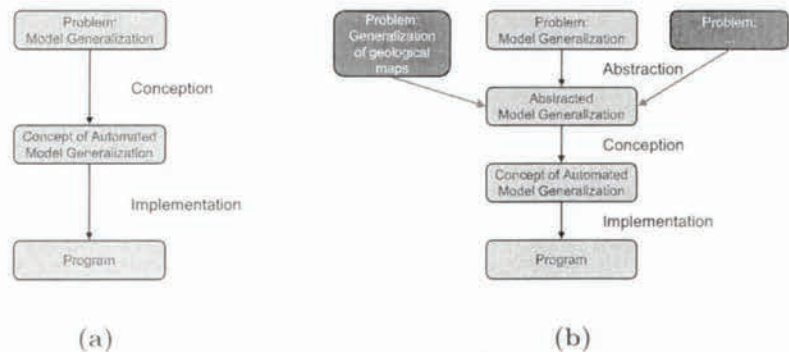 Problem:
Model Generalization
Conception
Concept of Automated
Model Generalization
Implementation
Program
(a)
Problem:
Generalization
of geological
maps
Problem:
Model Generalization
Problem:
...
Abstraction
Abstracted
Model Generalization
Conception
Concept of Automated
Model Generalization
Implementation
Program
(b)